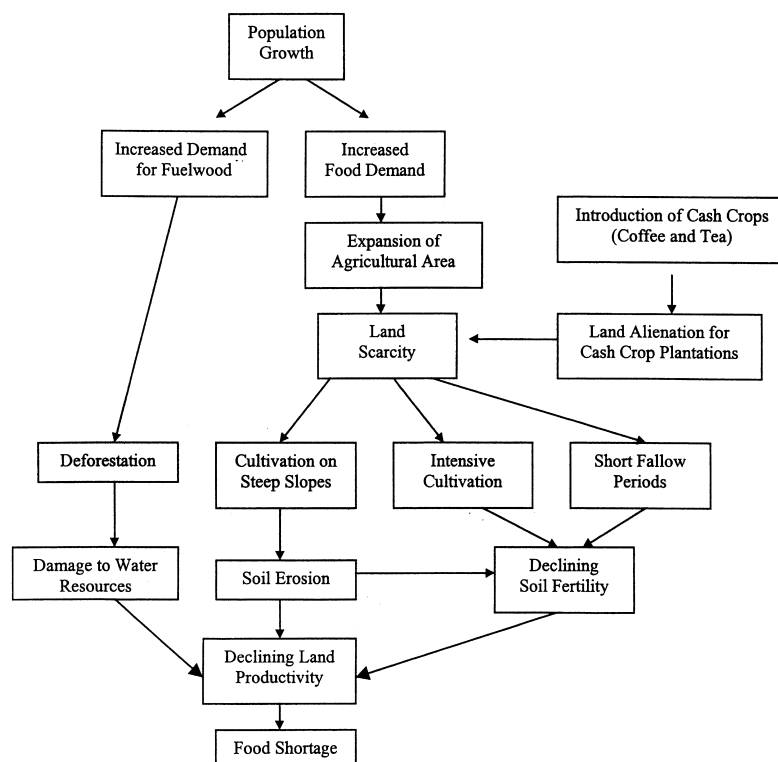 Population
Growth
Increased Demand
for Fuelwood
Increased
Food Demand
Introduction of Cash Crops
(Coffee and Tea)
Expansion of
Agricultural Area
Land
Scarcity
Land Alienation for
Cash Crop Plantations
Deforestation
Cultivation on
Steep Slopes
Intensive
Cultivation
Short Fallow
Periods
Damage to Water
Resources
Soil Erosion
Declining
Soil Fertility
Declining Land
Productivity
Food Shortage